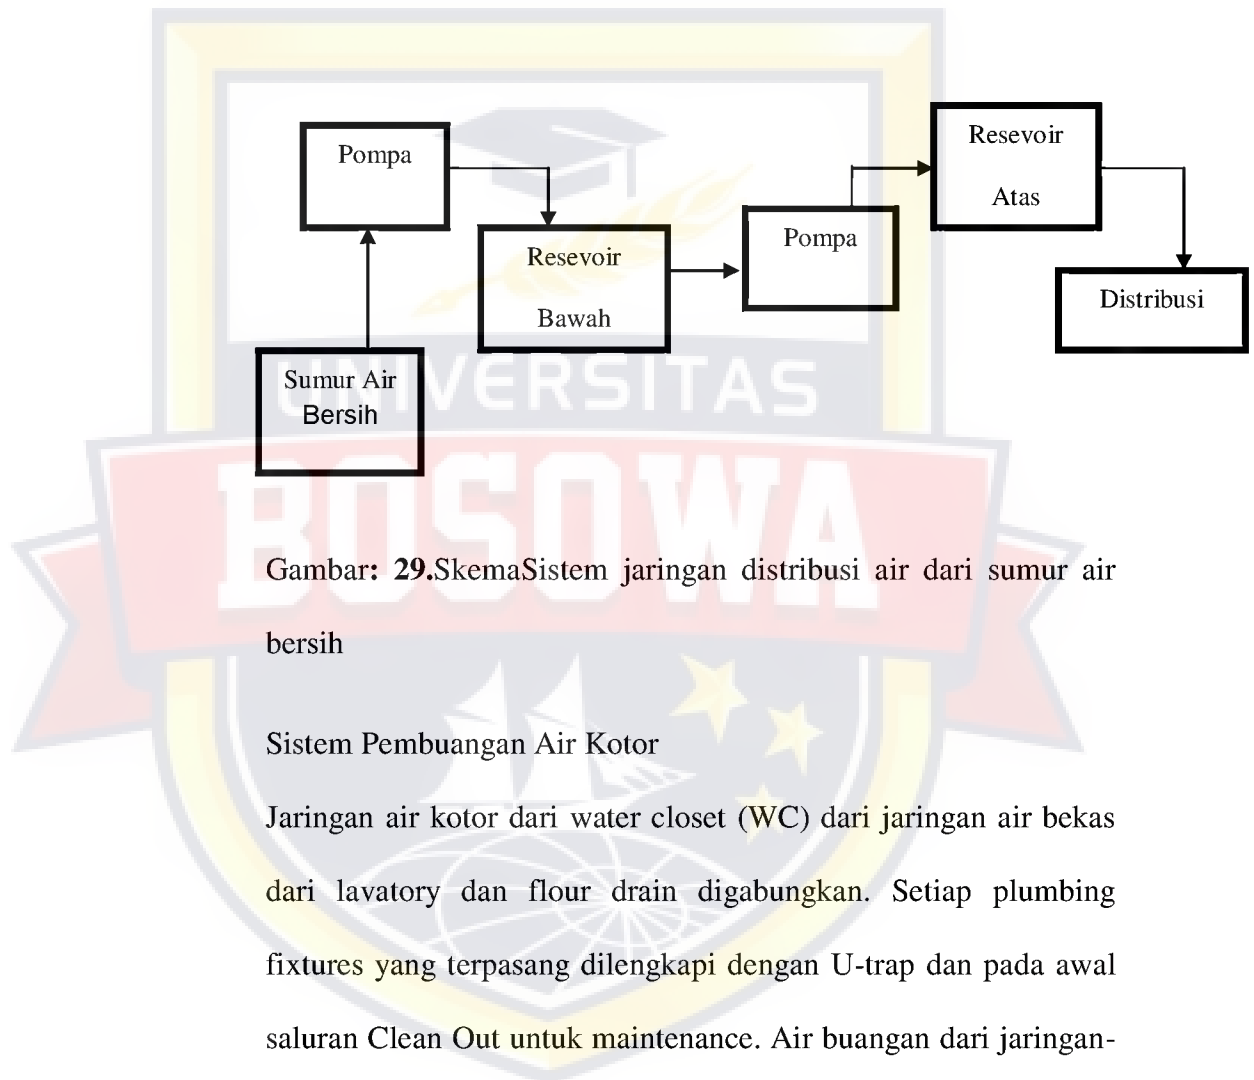 Pompa
Resevoir
Atas
Pompa
Resevoir
Bawah
Distribusi
Sumur Air
Bersih
UNIVERSITAS
BOSOWA
Gambar: 29.SkemaSistem jaringan distribusi air dari sumur air
bersih
Sistem Pembuangan Air Kotor
Jaringan air kotor dari water closet (WC) dari jaringan air bekas
dari lavatory dan flour drain digabungkan. Setiap plumbing
fixtures yang terpasang dilengkapi dengan U-trap dan pada awal
saluran Clean Out untuk maintenance. Air buangan dari jaringan-